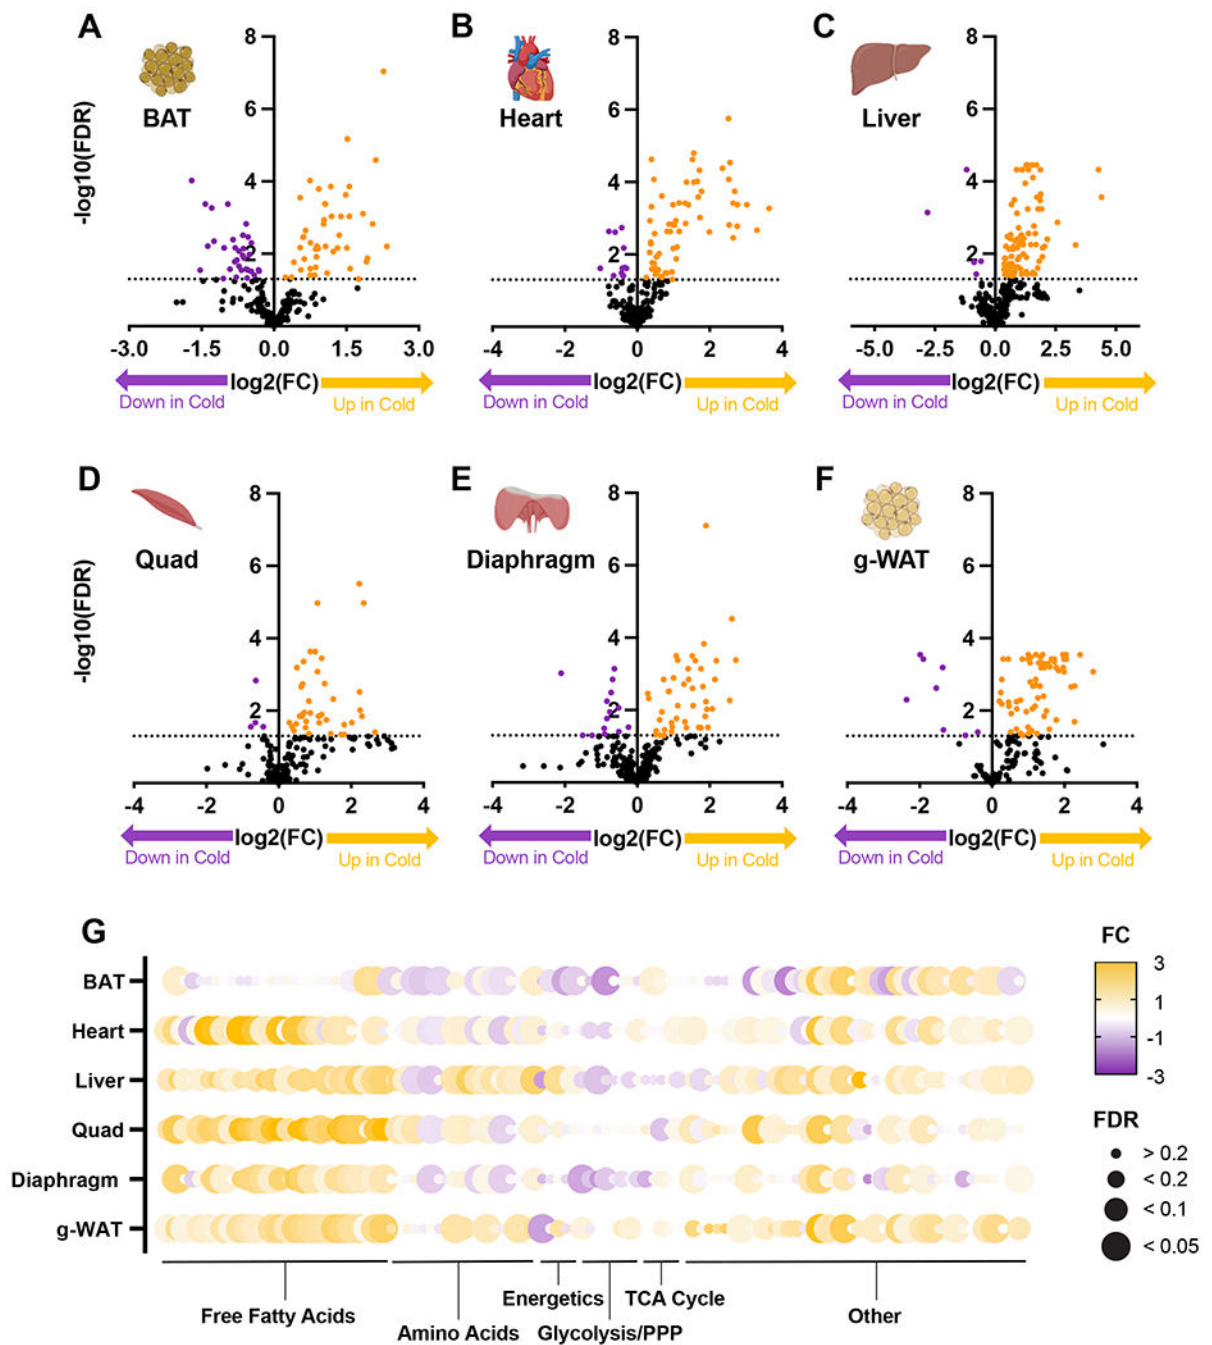 A
BAT
-log10(FDR)
8
6
4
2
-3.0 -1.5 0.0 1.5 3.0
log2(FC)
Down in Cold
Up in Cold
B
Heart
8
6
4
2
-4 -2 0 2 4
log2(FC)
Down in Cold
Up in Cold
C
Liver
8
6
4
2
-5.0 -2.5 0.0 2.5 5.0
log2(FC)
Down in Cold
Up in Cold
D
Quad
-log10(FDR)
8
6
4
2
-4 -2 0 2 4
log2(FC)
Down in Cold
Up in Cold
E
Diaphragm
8
6
4
2
-4 -2 0 2 4
log2(FC)
Down in Cold
Up in Cold
F
g-WAT
8
6
4
2
-4 -2 0 2 4
log2(FC)
Down in Cold
Up in Cold
G
BAT
Heart
Liver
Quad
Diaphragm
g-WAT
Free Fatty Acids
Amino Acids
Energetics
Glycolysis/PPP
TCA Cycle
Other
FC
3
1
-1
-3
FDR
> 0.2
< 0.2
< 0.1
< 0.05